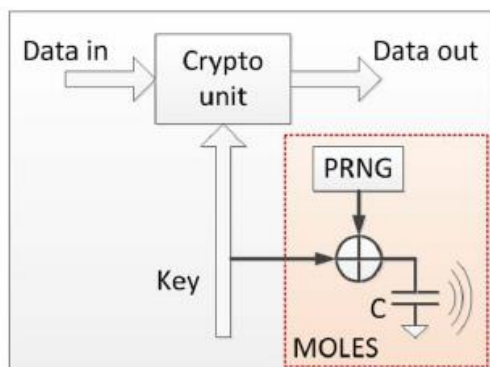 Data in
Crypto
unit
Data out
PRNG
Key
C
MOLES